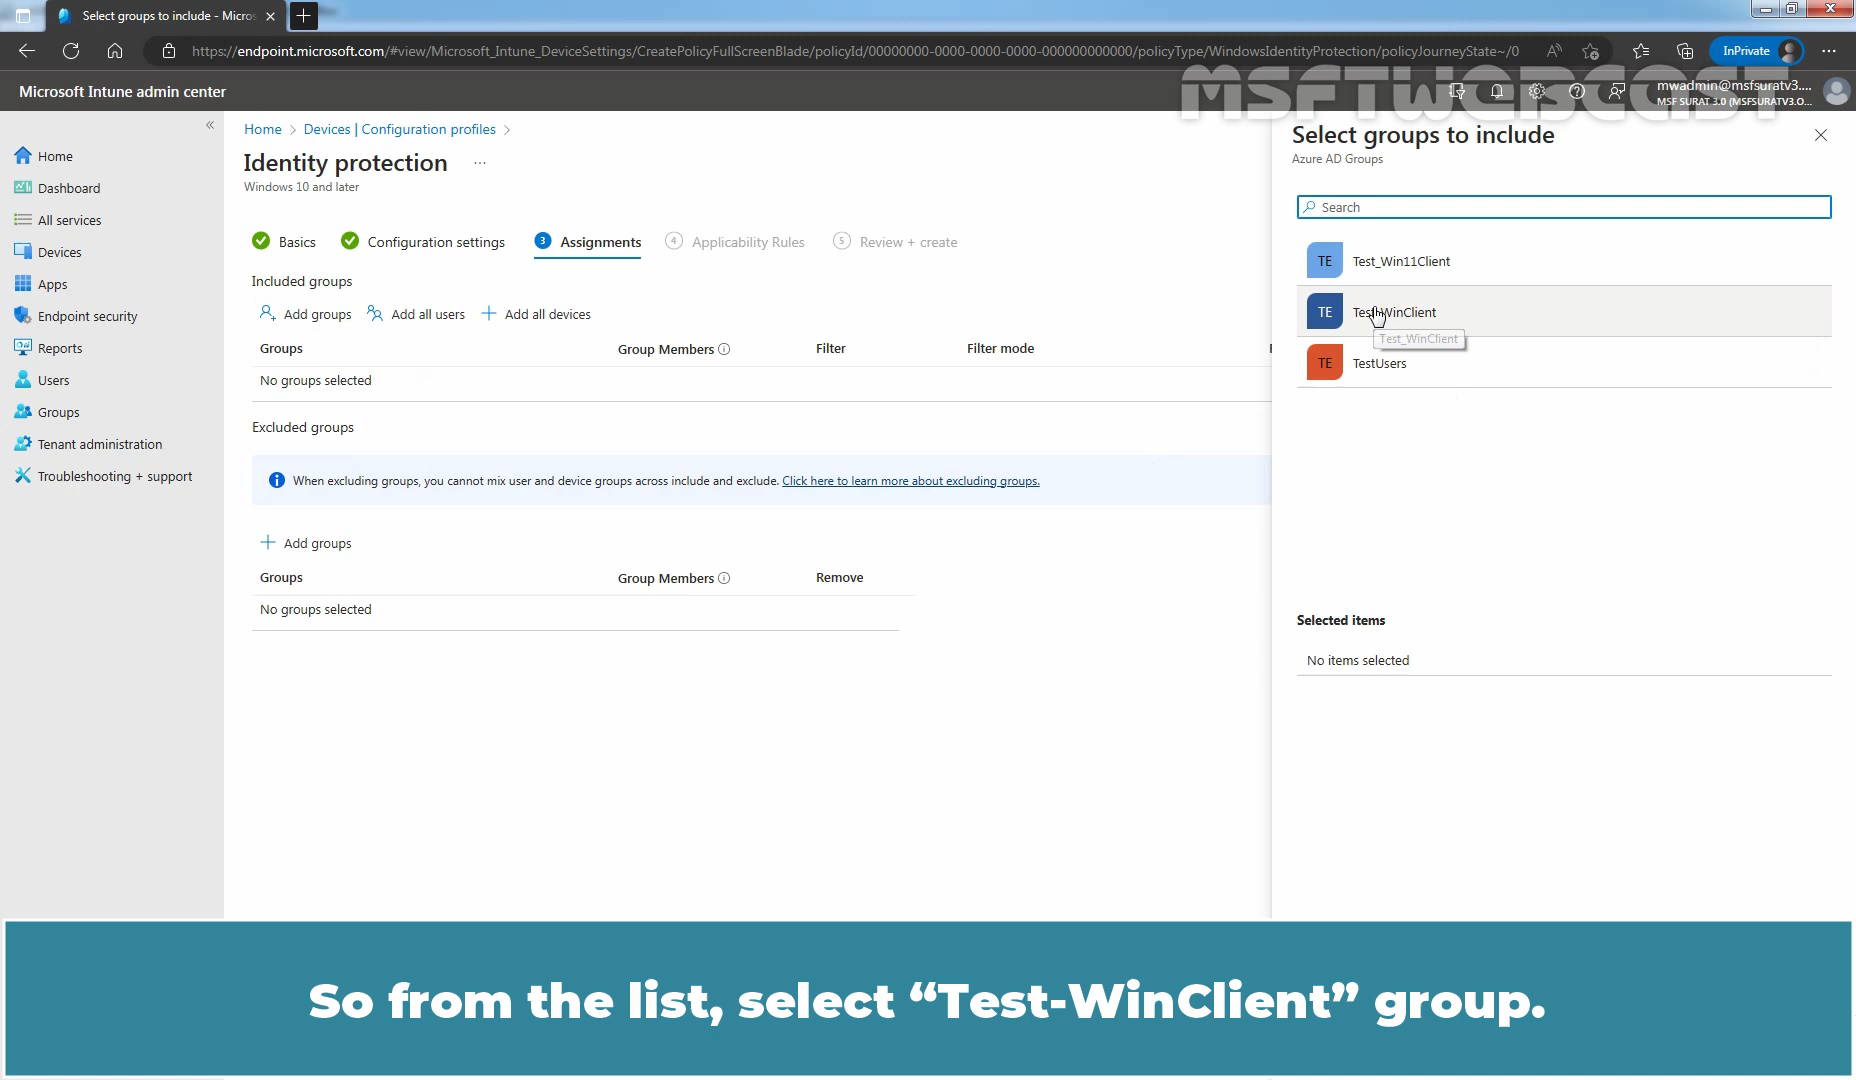 Select groups to include - Micros
https://endpoint.microsoft.com/#view/Microsoft_Intune_DeviceSettings/CreatePolicyFullScreenBlade/policyId/00000000-0000-0000-0000-000000000000/policyType/WindowsIdentityProtection/policyJourneyState~/0
InPrivate
Microsoft Intune admin center
MSFTWEBCAST
mwadmin@msfsuratv3....
MSF SURAT 3.0 (MSFSURATV3.O...
Home
Dashboard
All services
Devices
Apps
Endpoint security
Reports
Users
Groups
Tenant administration
Troubleshooting + support
Home > Devices | Configuration profiles >
Identity protection ...
Windows 10 and later
Basics
Configuration settings
3 Assignments
4 Applicability Rules
5 Review + create
Included groups
Add groups
Add all users
Add all devices
Groups
Group Members
Filter
Filter mode
No groups selected
Excluded groups
When excluding groups, you cannot mix user and device groups across include and exclude. Click here to learn more about excluding groups.
Add groups
Groups
Group Members
Remove
No groups selected
Select groups to include
Azure AD Groups
Search
TE Test_Win11Client
TE Test_WinClient
Test_WinClient
TE TestUsers
Selected items
No items selected
So from the list, select “Test-WinClient” group.